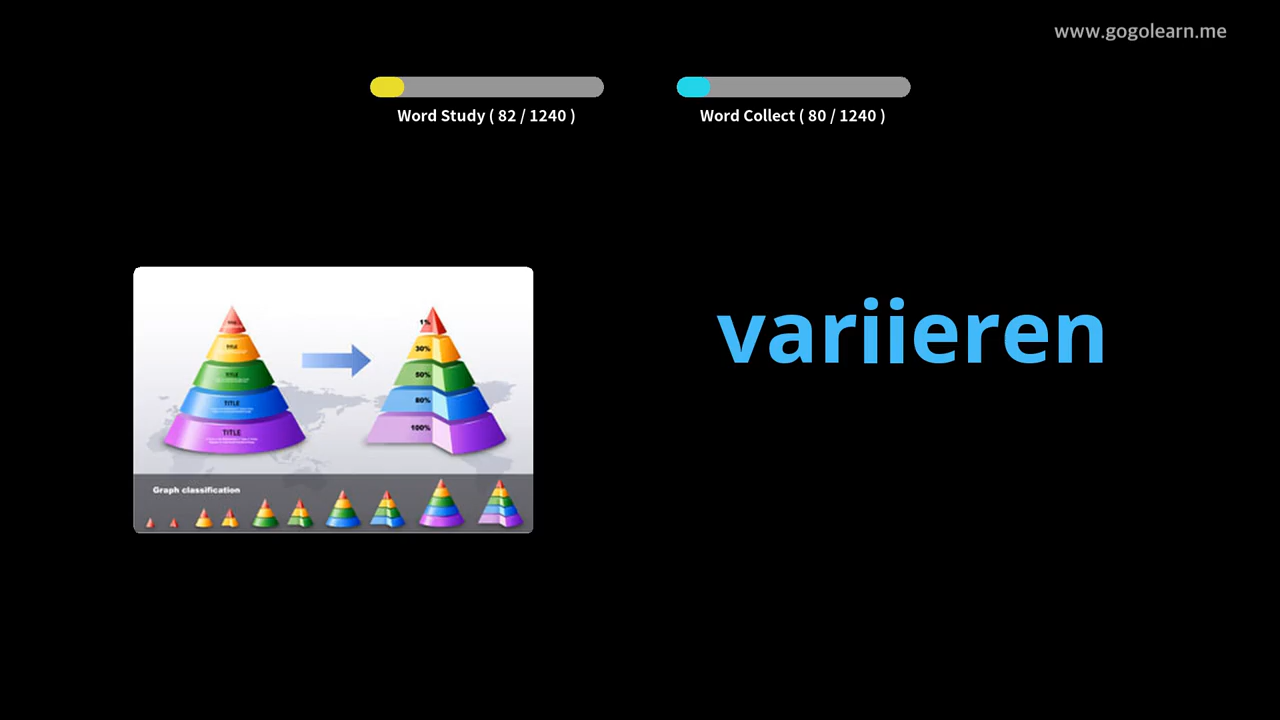 www.gogolearn.me
Word Study ( 82 / 1240 )
Word Collect ( 80 / 1240 )
variieren
TITLE
TITLE
TITLE
TITLE
1%
30%
50%
80%
100%
Graph classification